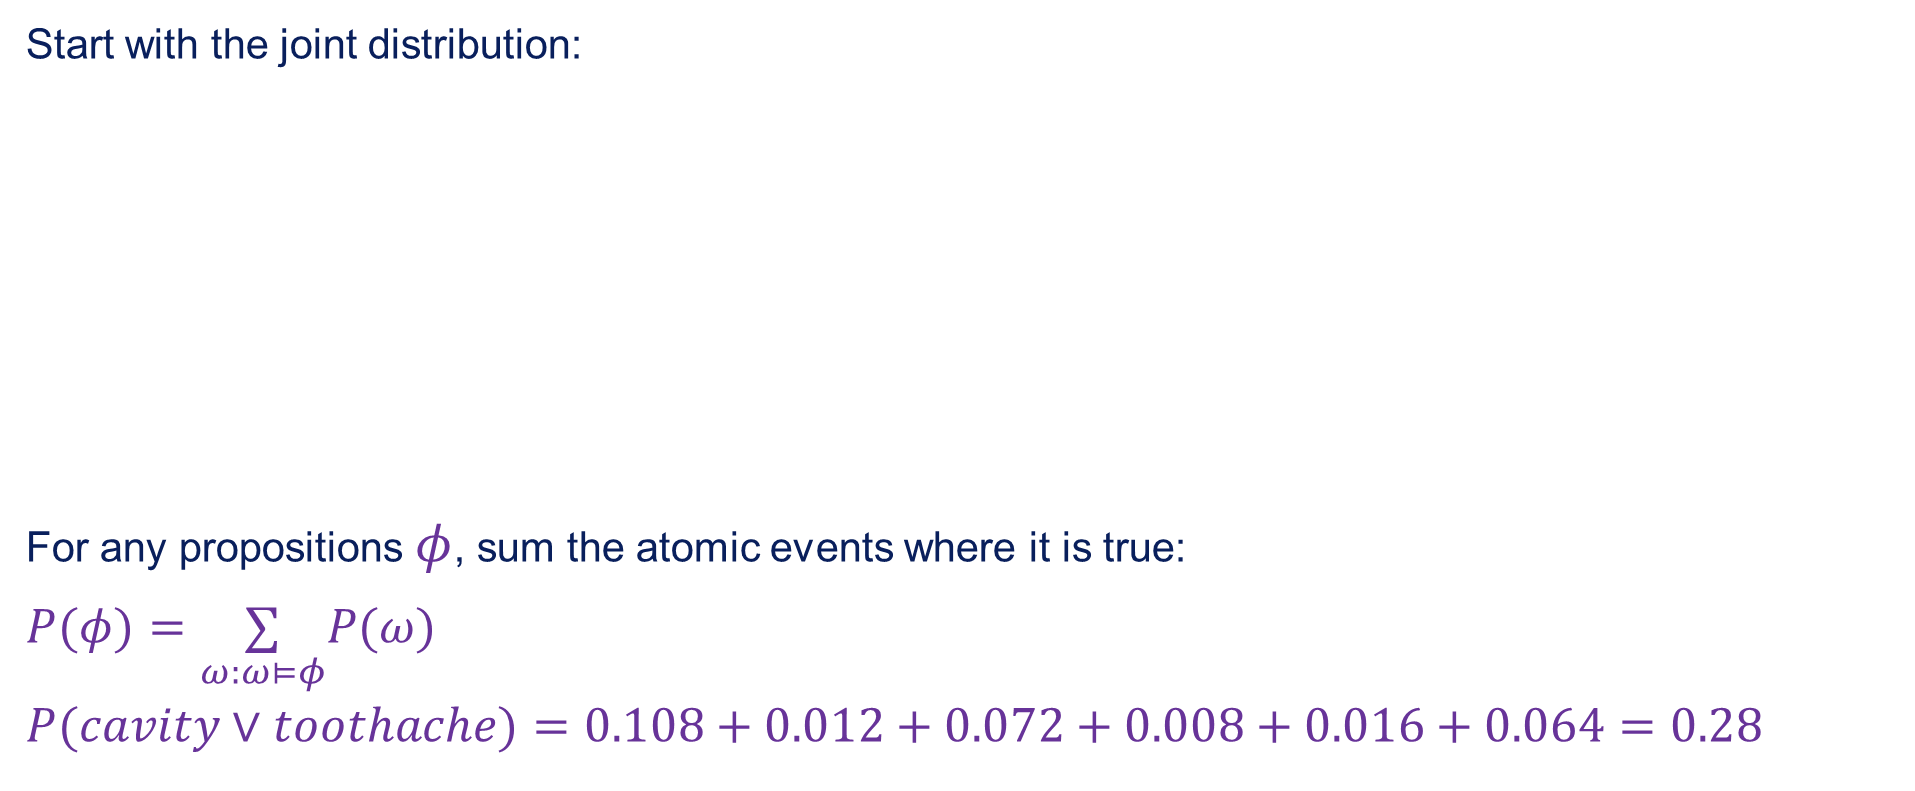 Start with the joint distribution:
For any propositions ϕ, sum the atomic events where it is true:
P(ϕ) = ∑ P(ω)
ω:ω⊨ϕ
P(cavity ∨ toothache) = 0.108 + 0.012 + 0.072 + 0.008 + 0.016 + 0.064 = 0.28